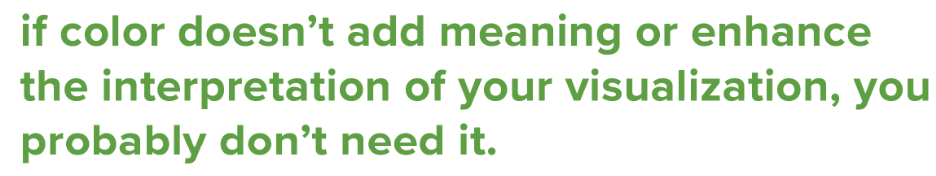 if color doesn’t add meaning or enhance
the interpretation of your visualization, you
probably don’t need it.